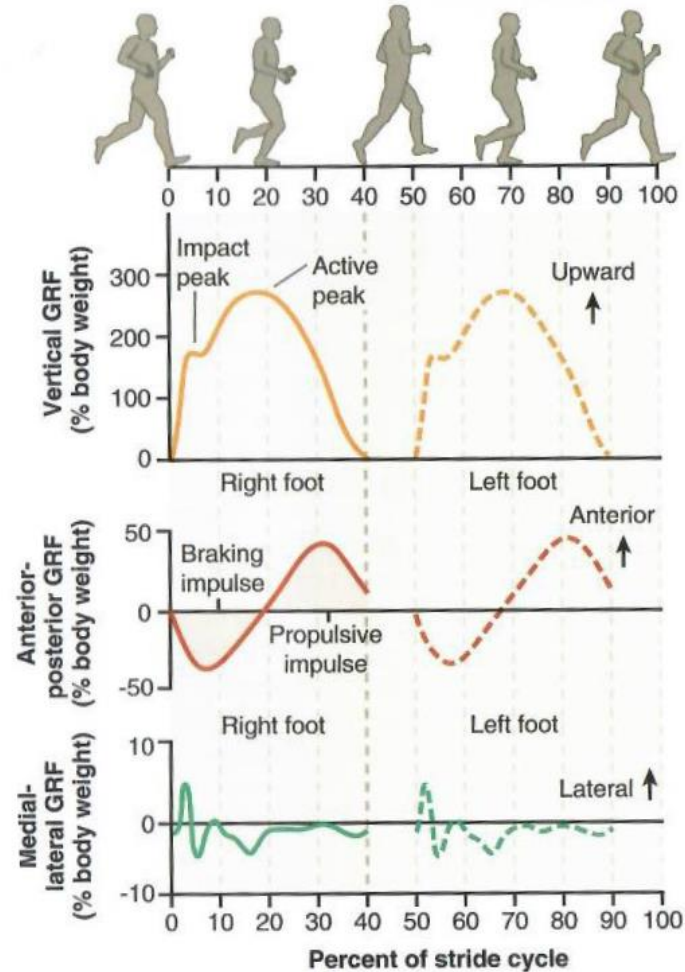 0 10 20 30 40 50 60 70 80 90 100
Vertical GRF
(% body weight)
300
200
100
0
Impact
peak
Active
peak
Upward
Right foot
Left foot
Anterior-
posterior GRF
(% body weight)
50
0
-50
Braking
impulse
Propulsive
impulse
Anterior
Right foot
Left foot
Medial-
lateral GRF
(% body weight)
10
0
-10
Lateral
0 10 20 30 40 50 60 70 80 90 100
Percent of stride cycle